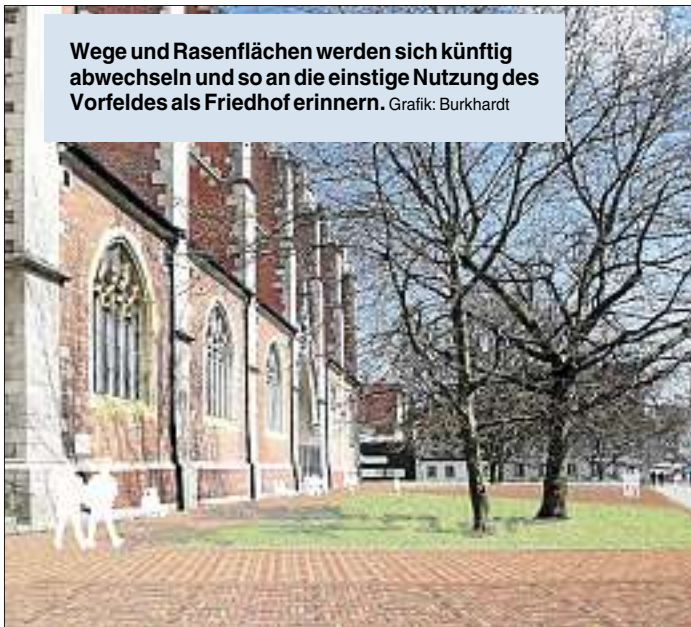 Wege und Rasenflächen werden sich künftig
abwechseln und so an die einstige Nutzung des
Vorfeldes als Friedhof erinnern. Grafik: Burkhardt